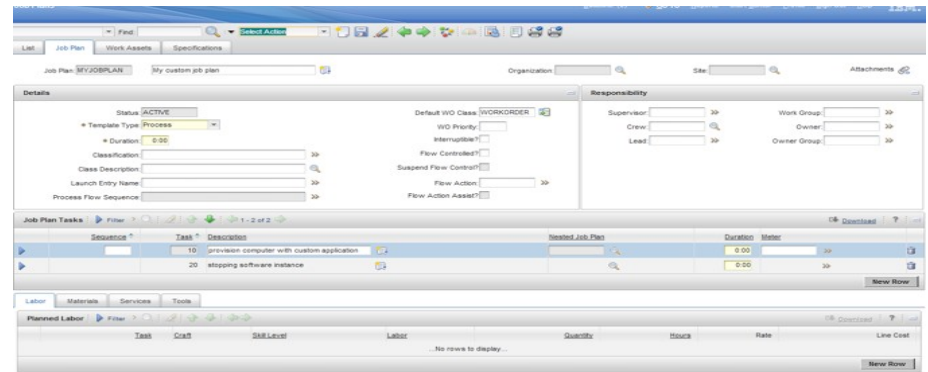 Find:
Select Action
List Job Plan Work Assets Specifications
Job Plan: MYJOBPLAN My custom job plan Organization: Site: Attachments
Details
Responsibility
Status: ACTIVE Default WO Class: WORKORDER Supervisor: Work Group:
* Template Type: Process WO Priority: Crew: Owner:
* Duration: 0:00 Interruptible? Lead: Owner Group:
Classification: Flow Controlled?
Class Description: Suspend Flow Control?
Launch Entry Name: Flow Action:
Process Flow Sequence: Flow Action Assist?
Job Plan Tasks Filter 1 - 2 of 2 Download ?
Sequence Task Description Nested Job Plan Duration Meter
10 provision computer with custom application 0:00
20 stopping software instance 0:00
New Row
Labor Materials Services Tools
Planned Labor Filter Download ?
Task Craft Skill Level Labor Quantity Hours Rate Line Cost
...No rows to display...
New Row